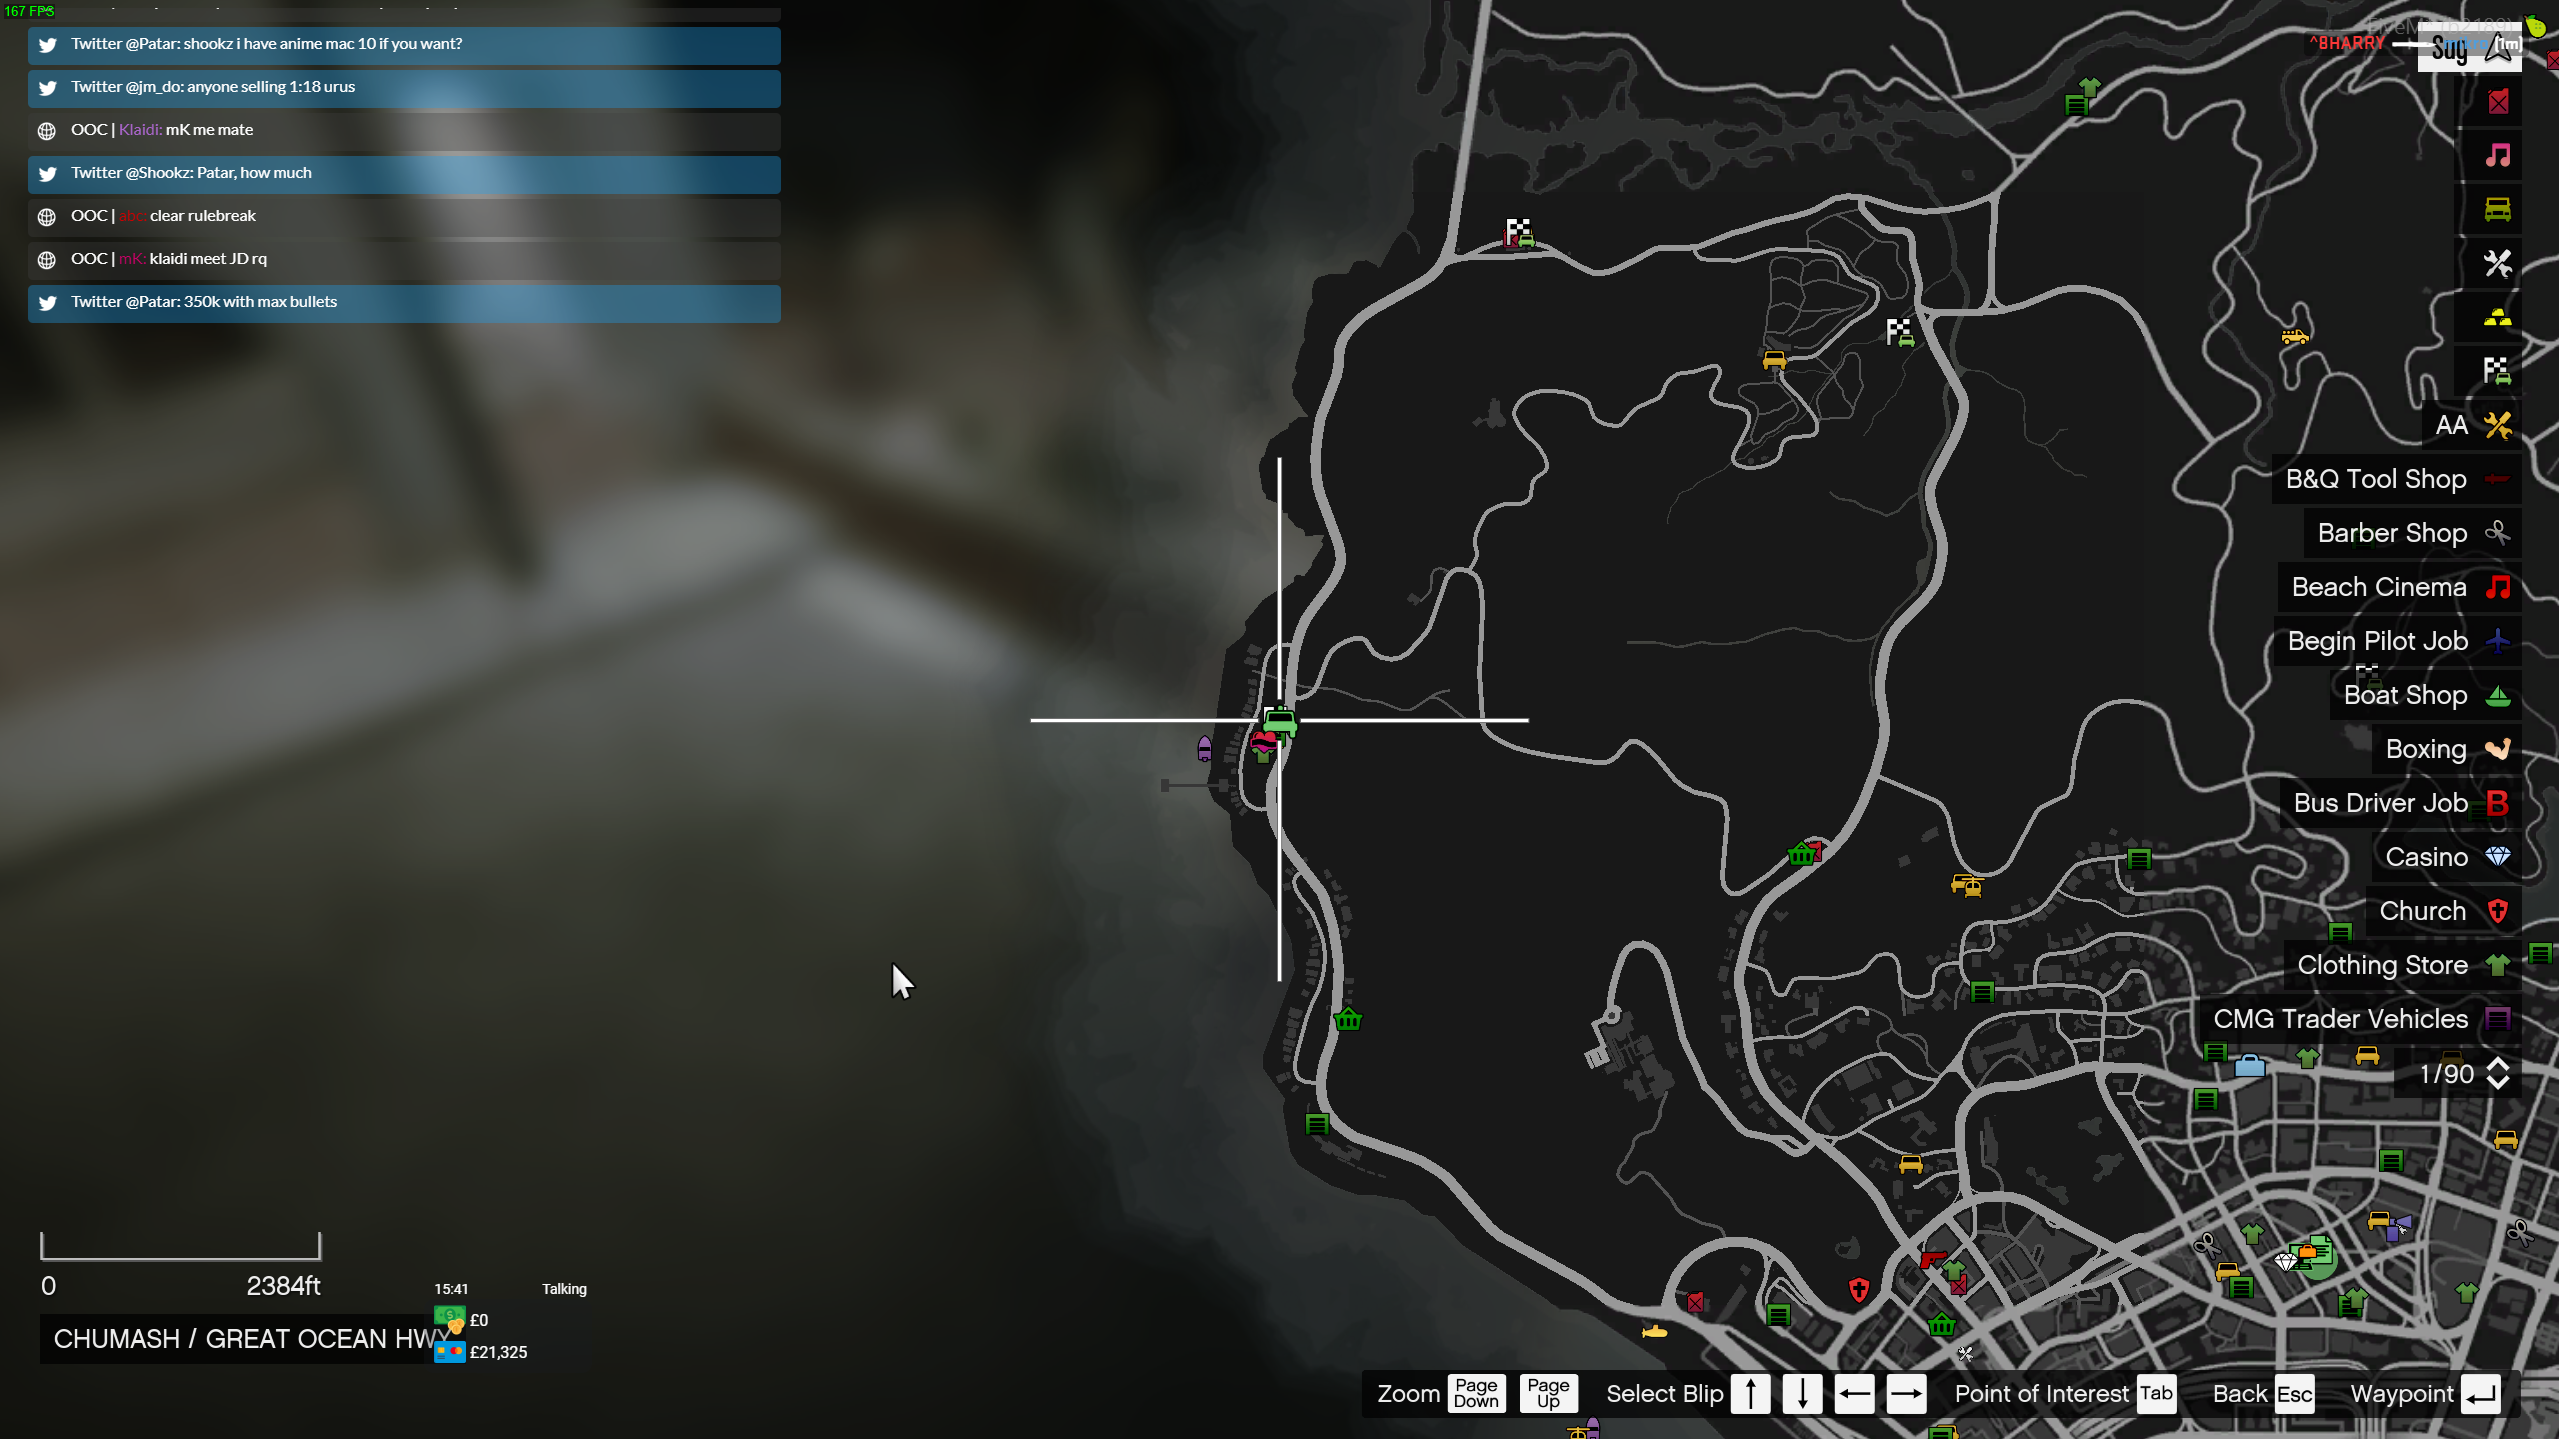 167 FPS
Twitter @Patar: shookz i have anime mac 10 if you want?
Twitter @jm_do: anyone selling 1:18 urus
OOC | Klaidi: mK me mate
Twitter @Shookz: Patar, how much
OOC | abc: clear rulebreak
OOC | mK: klaidi meet JD rq
Twitter @Patar: 350k with max bullets
^8HARRY
[1m]
Sug
AA
B&Q Tool Shop
Barber Shop
Beach Cinema
Begin Pilot Job
Boat Shop
Boxing
Bus Driver Job B
Casino
Church
Clothing Store
CMG Trader Vehicles
1/90
0 2384ft
15:41 Talking
£0
CHUMASH / GREAT OCEAN HWY
£21,325
Zoom Page Down Page Up Select Blip ↑ ↓ ← → Point of Interest Tab Back Esc Waypoint